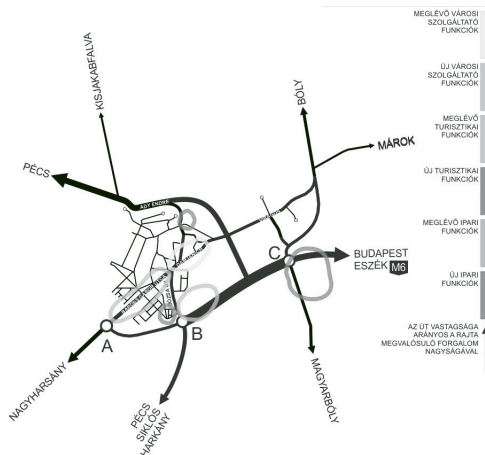 MEGLÉVŐ VÁROSI
SZOLGÁLTATÓ
FUNKCIÓK
ÚJ VÁROSI
SZOLGÁLTATÓ
FUNKCIÓK
MEGLÉVŐ
TURISZTIKAI
FUNKCIÓK
ÚJ TURISZTIKAI
FUNKCIÓK
MEGLÉVŐ IPARI
FUNKCIÓK
ÚJ IPARI
FUNKCIÓK
AZ ÚT VASTAGSÁGA
ARÁNYOS A RAJTA
MEGVALÓSULÓ FORGALOM
NAGYSÁGÁVAL
KISJAKABFALVA
BÓLY
MÁROK
PÉCS
ADY ENDRE
C
BUDAPEST
ESZÉK M6
A
B
NAGYHARSÁNY
PÉCS
SIKLÓS
HARKÁNY
MAGYARBÓLY